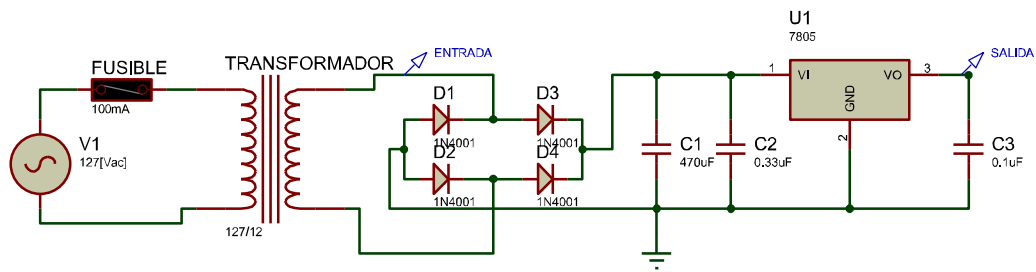 FUSIBLE
100mA
V1
127[Vac]
TRANSFORMADOR
127/12
ENTRADA
D1
1N4001
D3
1N4001
D2
1N4001
D4
1N4001
C1
470uF
C2
0.33uF
U1
7805
1
VI
VO
3
GND
2
SALIDA
C3
0.1uF